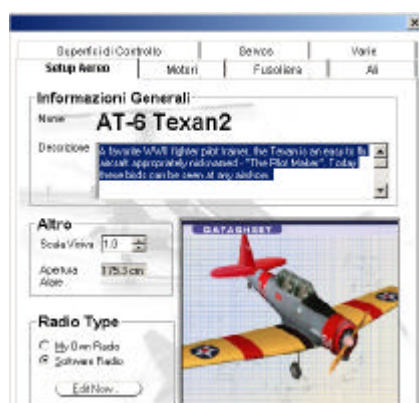 Superfici di Controllo Servos Varie
Setup Aereo Motori Fusoliera Ali
Informazioni Generali
Nome AT-6 Texan2
Descrizione A favorite WWII fighter pilot trainer, the Texan is an easy to fly
aircraft appropriately nicknamed - "The Pilot Maker". Today
these birds can be seen at any airshow.
Altro
Scala Visiva 1.0
Apertura
Alare 175.3 cm
DATASHEET
Radio Type
My Own Radio
Software Radio
Edit Now...